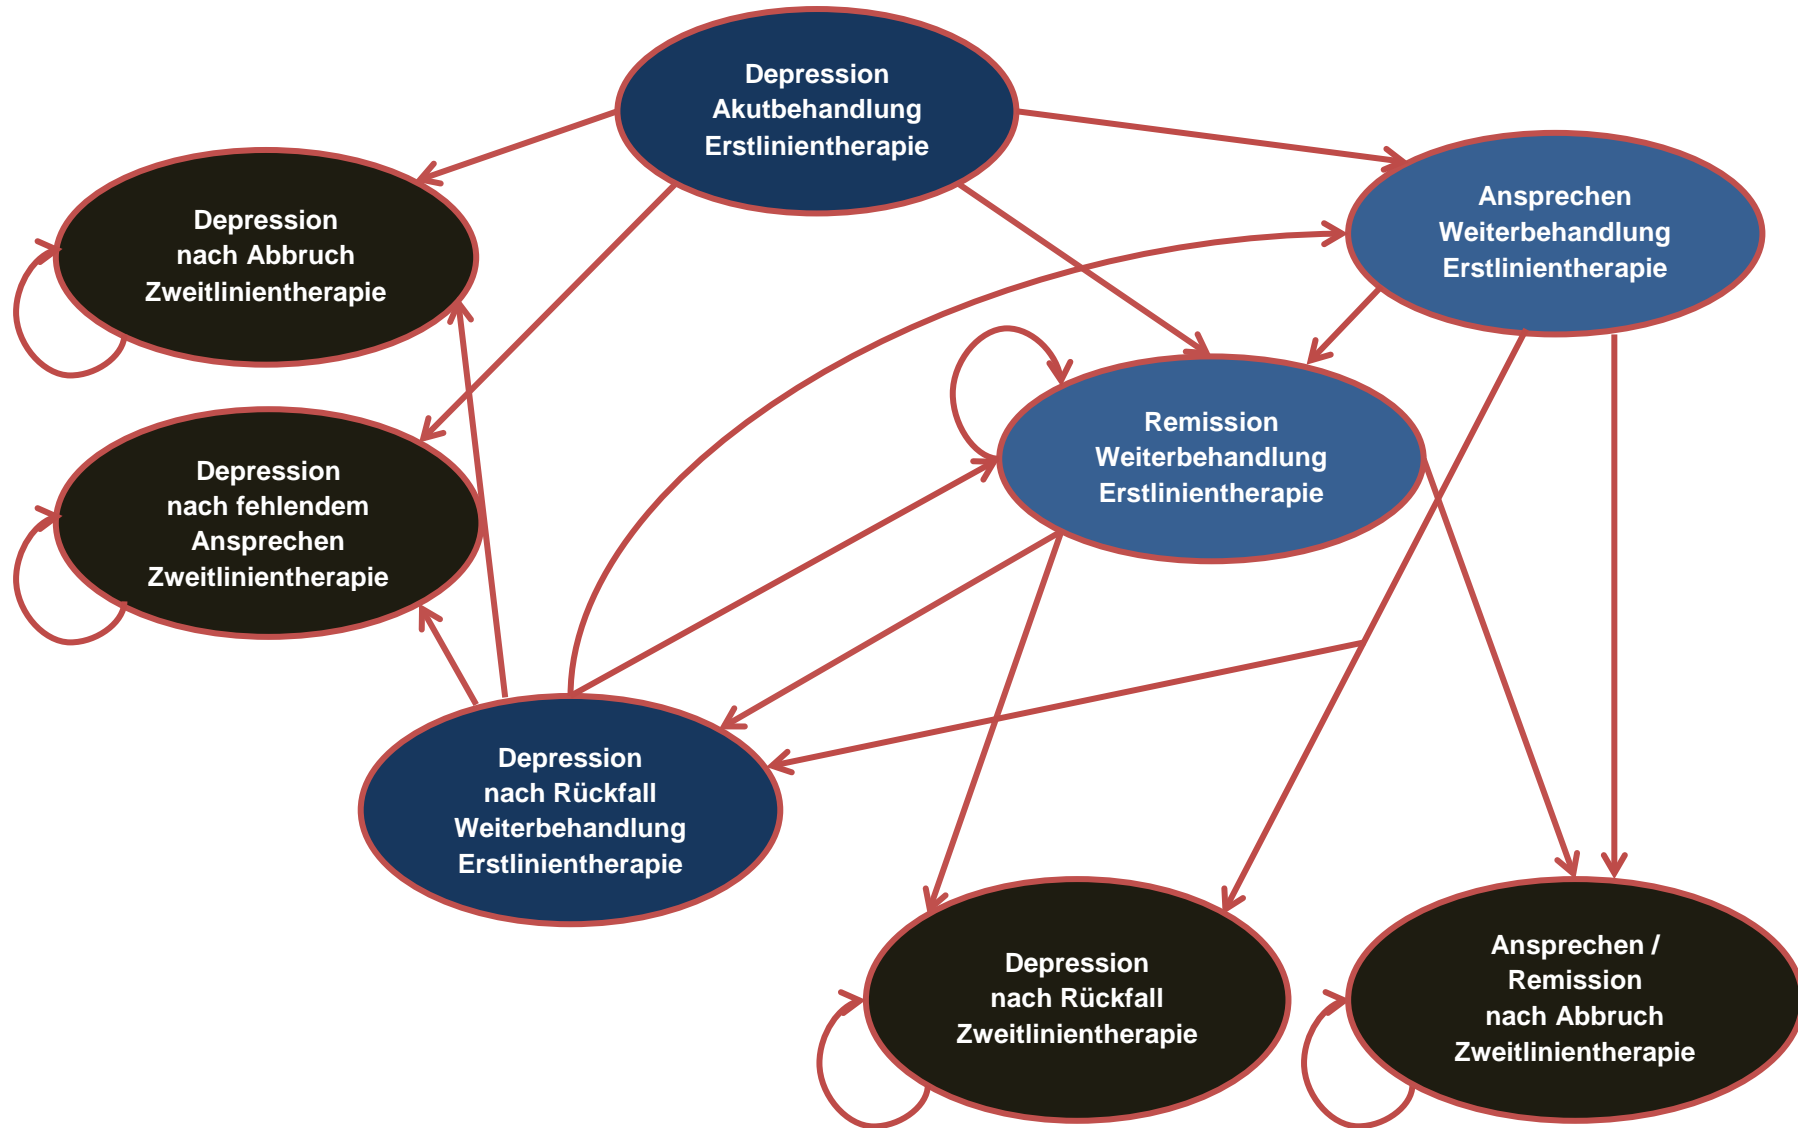 Depression
Akutbehandlung
Erstlinientherapie
Ansprechen
Weiterbehandlung
Erstlinientherapie
Depression
nach Abbruch
Zweitlinientherapie
Remission
Weiterbehandlung
Erstlinientherapie
Depression
nach fehlendem
Ansprechen
Zweitlinientherapie
Depression
nach Rückfall
Weiterbehandlung
Erstlinientherapie
Depression
nach Rückfall
Zweitlinientherapie
Ansprechen /
Remission
nach Abbruch
Zweitlinientherapie